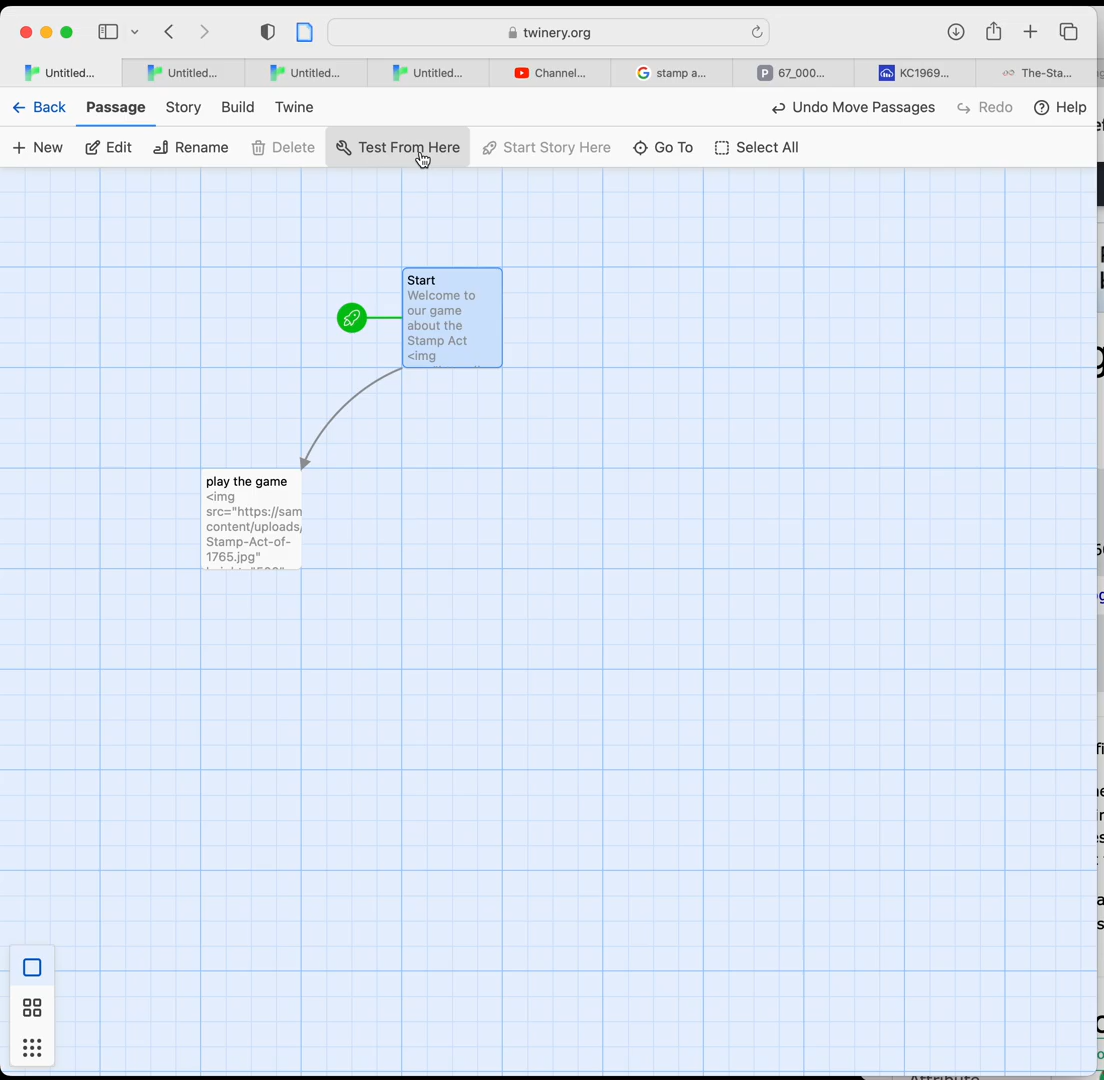 twinery.org
Untitled...
Untitled...
Untitled...
Untitled...
Channel...
stamp a...
67_000...
KC1969...
The-Sta...
Back
Passage
Story
Build
Twine
Undo Move Passages
Redo
Help
New
Edit
Rename
Delete
Test From Here
Start Story Here
Go To
Select All
Start
Welcome to
our game
about the
Stamp Act
<img
play the game
<img
src="https://sam
content/uploads/
Stamp-Act-of-
1765.jpg"